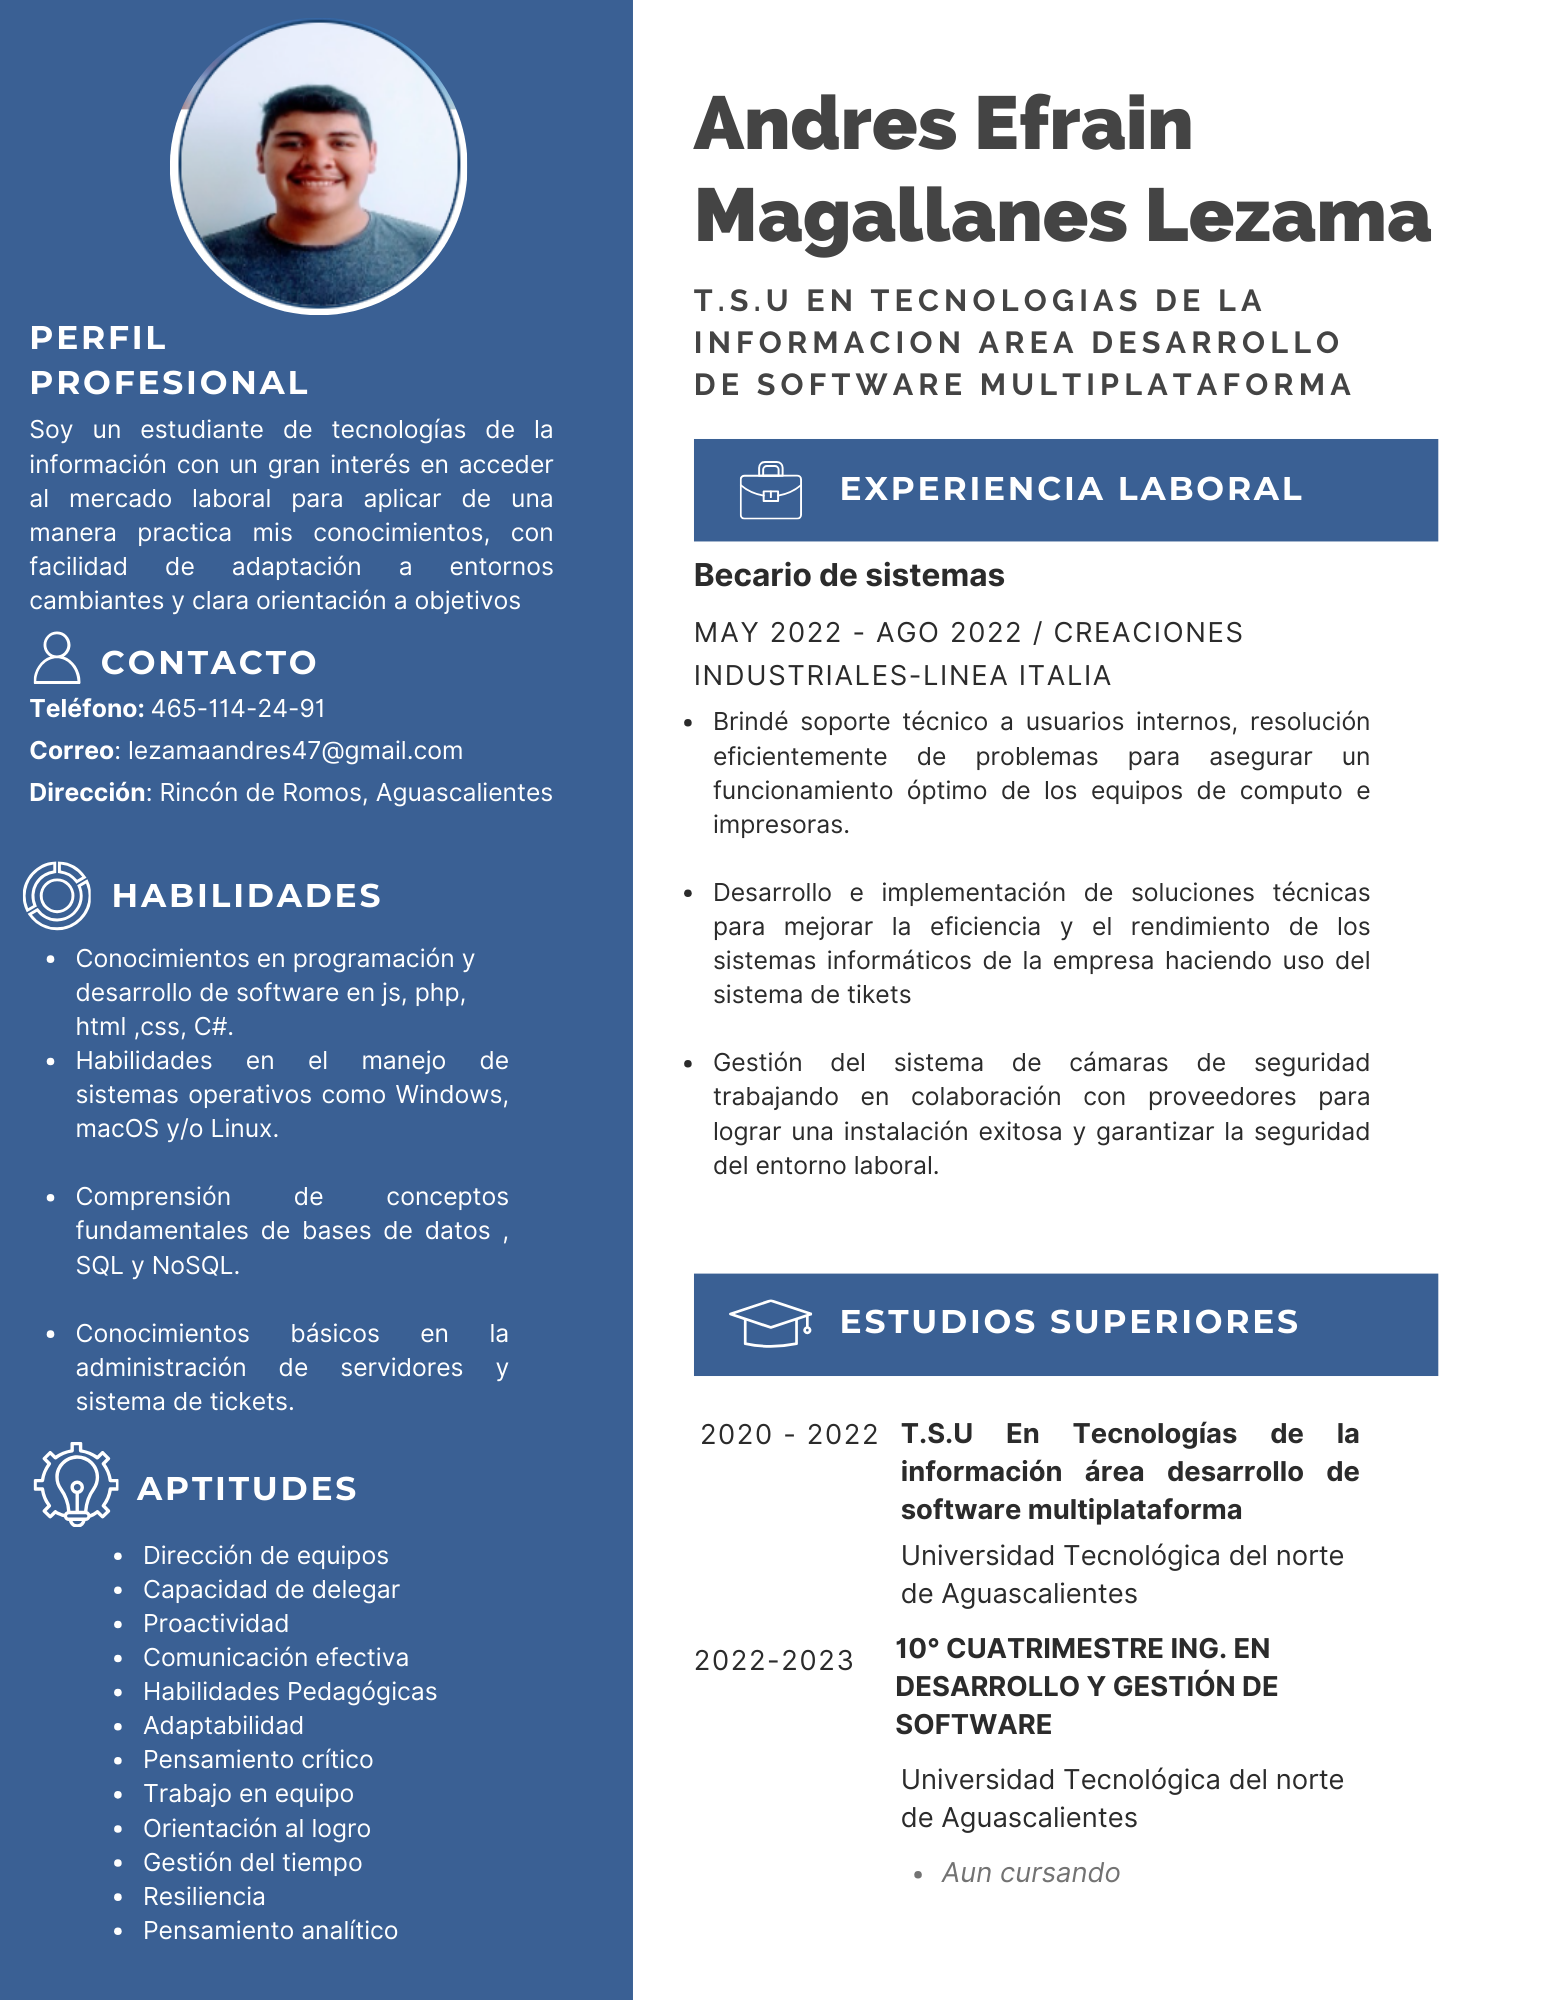 PERFIL
PROFESIONAL
Soy un estudiante de tecnologías de la
información con un gran interés en acceder
al mercado laboral para aplicar de una
manera practica mis conocimientos, con
facilidad de adaptación a entornos
cambiantes y clara orientación a objetivos
CONTACTO
Teléfono: 465-114-24-91
Correo: lezamaandres47@gmail.com
Dirección: Rincón de Romos, Aguascalientes
HABILIDADES
• Conocimientos en programación y
desarrollo de software en js, php,
html ,css, C#.
• Habilidades en el manejo de
sistemas operativos como Windows,
macOS y/o Linux.
• Comprensión de conceptos
fundamentales de bases de datos ,
SQL y NoSQL.
• Conocimientos básicos en la
administración de servidores y
sistema de tickets.
APTITUDES
• Dirección de equipos
• Capacidad de delegar
• Proactividad
• Comunicación efectiva
• Habilidades Pedagógicas
• Adaptabilidad
• Pensamiento crítico
• Trabajo en equipo
• Orientación al logro
• Gestión del tiempo
• Resiliencia
• Pensamiento analítico
Andres Efrain
Magallanes Lezama
T.S.U EN TECNOLOGIAS DE LA
INFORMACION AREA DESARROLLO
DE SOFTWARE MULTIPLATAFORMA
EXPERIENCIA LABORAL
Becario de sistemas
MAY 2022 - AGO 2022 / CREACIONES
INDUSTRIALES-LINEA ITALIA
• Brindé soporte técnico a usuarios internos, resolución
eficientemente de problemas para asegurar un
funcionamiento óptimo de los equipos de computo e
impresoras.
• Desarrollo e implementación de soluciones técnicas
para mejorar la eficiencia y el rendimiento de los
sistemas informáticos de la empresa haciendo uso del
sistema de tikets
• Gestión del sistema de cámaras de seguridad
trabajando en colaboración con proveedores para
lograr una instalación exitosa y garantizar la seguridad
del entorno laboral.
ESTUDIOS SUPERIORES
2020 - 2022 T.S.U En Tecnologías de la
información área desarrollo de
software multiplataforma
Universidad Tecnológica del norte
de Aguascalientes
2022-2023 10° CUATRIMESTRE ING. EN
DESARROLLO Y GESTIÓN DE
SOFTWARE
Universidad Tecnológica del norte
de Aguascalientes
• Aun cursando